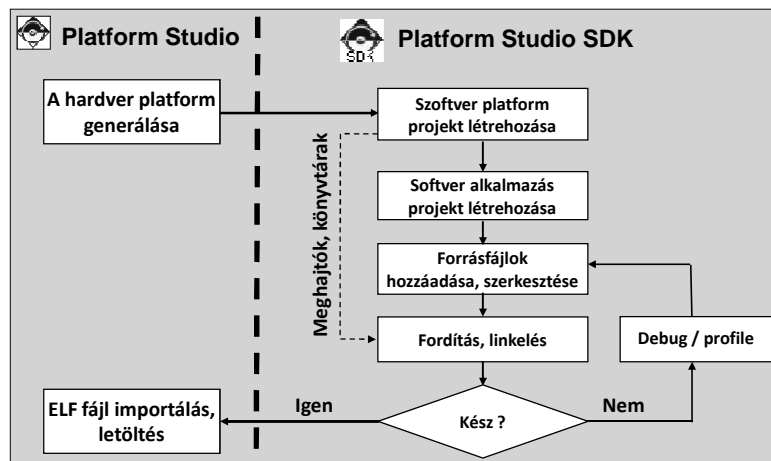 Platform Studio
SDK
Platform Studio SDK
A hardver platform
generálása
Szoftver platform
projekt létrehozása
Meghajtók, könyvtárak
Softver alkalmazás
projekt létrehozása
Forrásfájlok
hozzáadása, szerkesztése
Fordítás, linkelés
Debug / profile
ELF fájl importálás,
letöltés
Igen
Kész ?
Nem